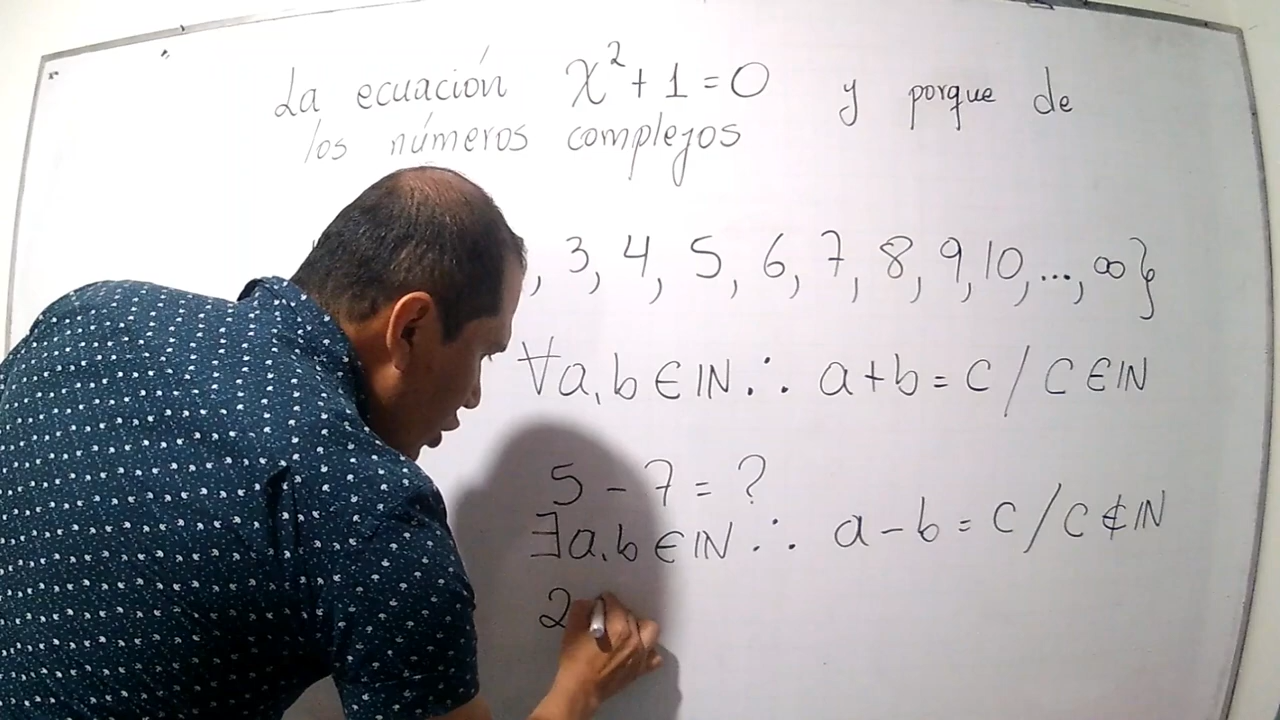 La ecuación x² + 1 = 0 y porque de
los números complejos
, 3, 4, 5, 6, 7, 8, 9, 10, ..., ∞}
∀a,b ∈ IN ∴ a + b = c / c ∈ IN
5 - 7 = ?
∃a,b ∈ IN ∴ a - b = c / c ∉ IN
2